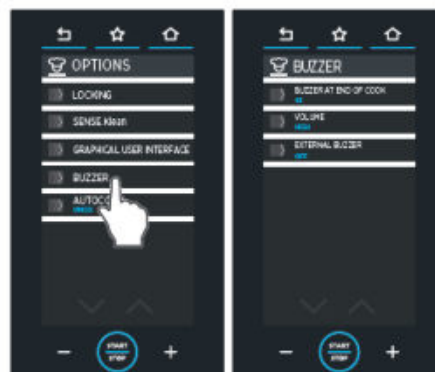 OPTIONS
LOCKING
SENSE Klean
GRAPHICAL USER INTERFACE
BUZZER
START
STOP
BUZZER
BUZZER AT END OF COOK
VOLUME
HIGH
EXTERNAL BUZZER
START
STOP